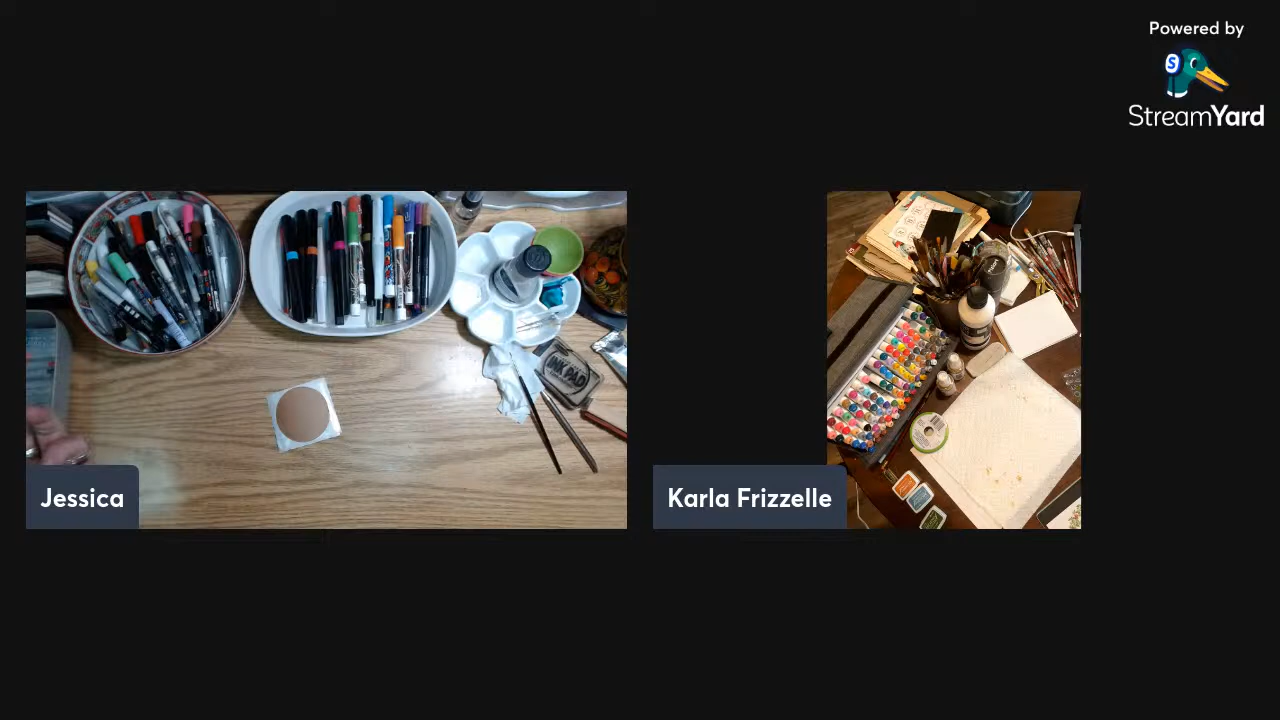 Powered by
S
StreamYard
INK PAD
Jessica
Karla Frizzelle